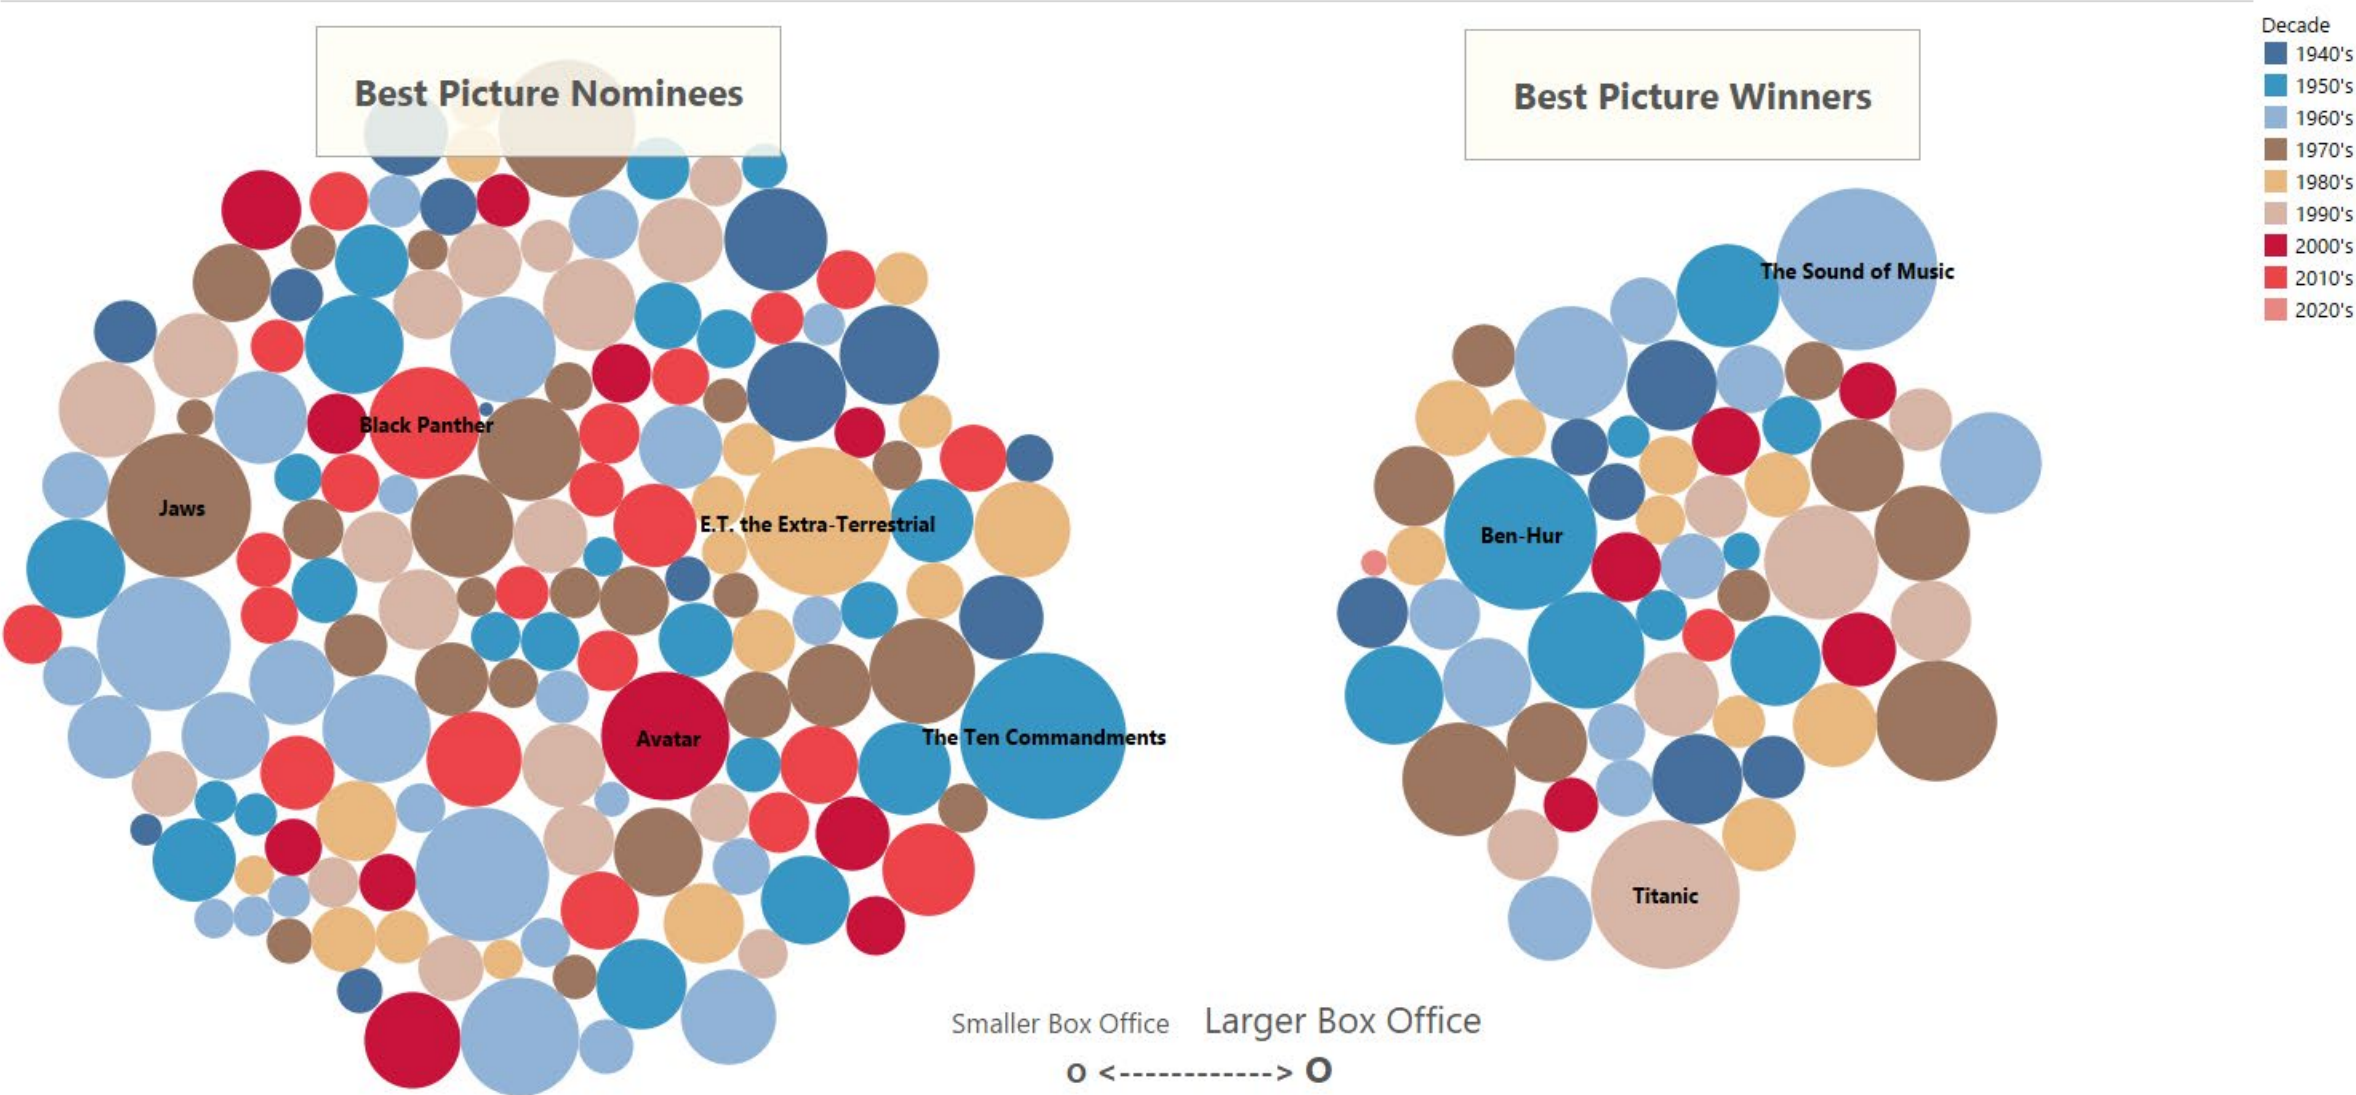 Best Picture Nominees
Best Picture Winners
Decade
1940's
1950's
1960's
1970's
1980's
1990's
2000's
2010's
2020's
The Sound of Music
Black Panther
Jaws
E.T. the Extra-Terrestrial
Ben-Hur
Avatar
The Ten Commandments
Titanic
Smaller Box Office Larger Box Office
o <------------> O